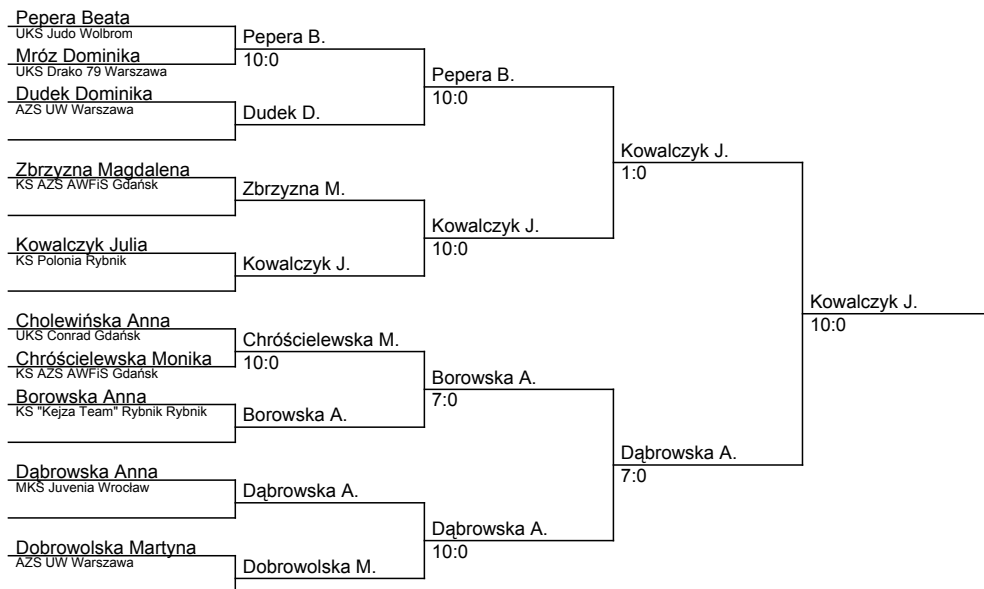 Pepera Beata
UKS Judo Wolbrom
Mróz Dominika
UKS Drako 79 Warszawa
Dudek Dominika
AZS UW Warszawa
Zbrzyzna Magdalena
KS AZS AWFiS Gdańsk
Kowalczyk Julia
KS Polonia Rybnik
Cholewińska Anna
UKS Conrad Gdańsk
Chróścielewska Monika
KS AZS AWFiS Gdańsk
Borowska Anna
KS "Kejza Team" Rybnik Rybnik
Dąbrowska Anna
MKS Juvenia Wrocław
Dobrowolska Martyna
AZS UW Warszawa
Pepera B.
10:0
Dudek D.
Zbrzyzna M.
Kowalczyk J.
Chróścielewska M.
10:0
Borowska A.
Dąbrowska A.
Dobrowolska M.
Pepera B.
10:0
Kowalczyk J.
10:0
Borowska A.
7:0
Dąbrowska A.
10:0
Kowalczyk J.
1:0
Dąbrowska A.
7:0
Kowalczyk J.
10:0